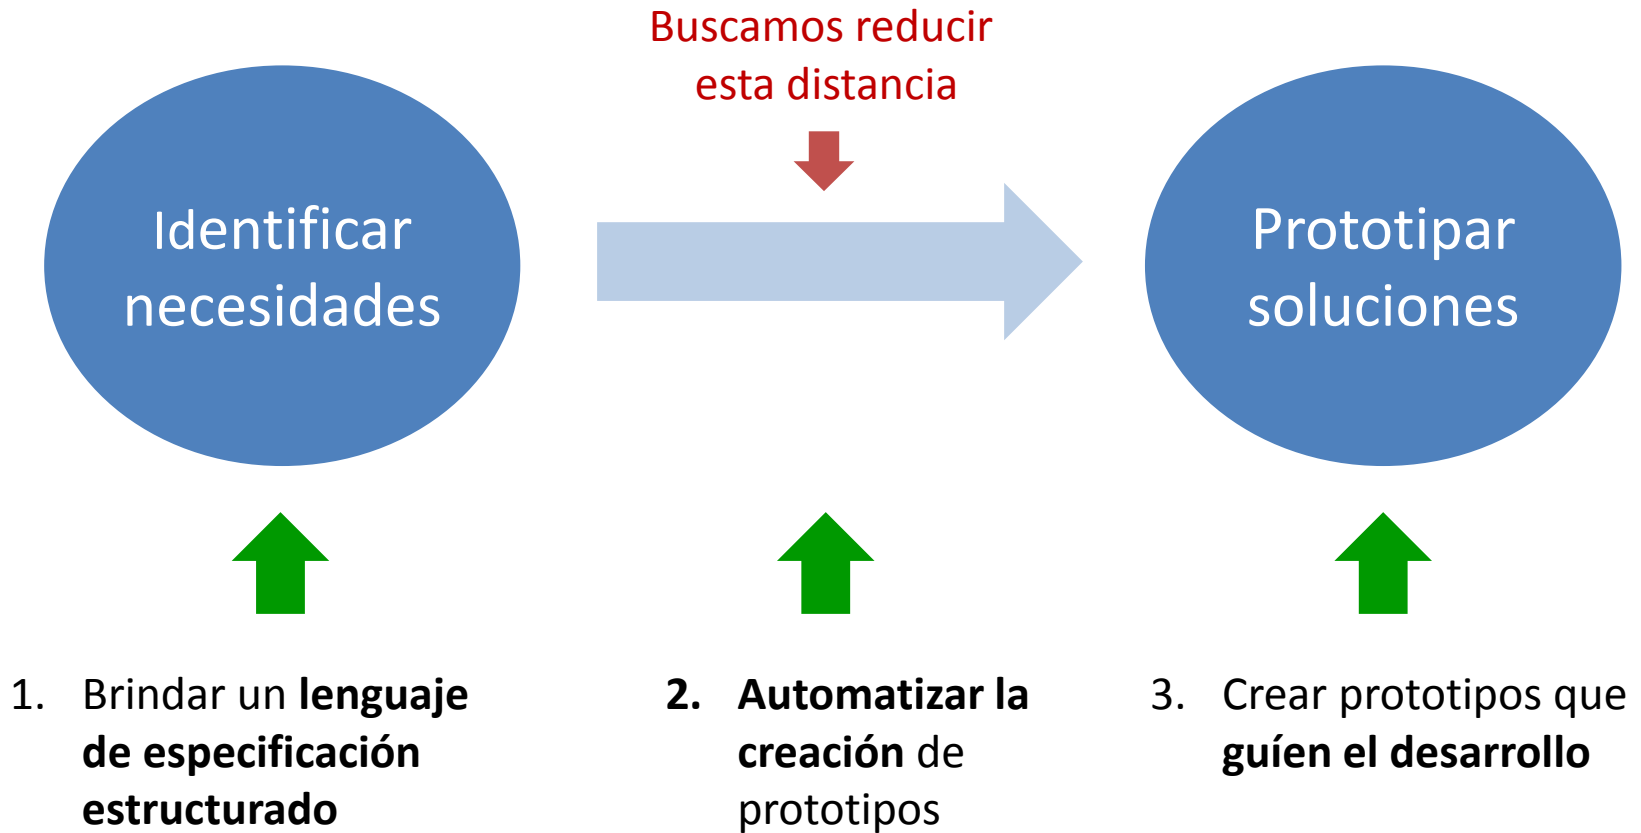 Buscamos reducir
esta distancia
Identificar
necesidades
Prototipar
soluciones
1. Brindar un lenguaje
de especificación
estructurado
2. Automatizar la
creación de
prototipos
3. Crear prototipos que
guíen el desarrollo